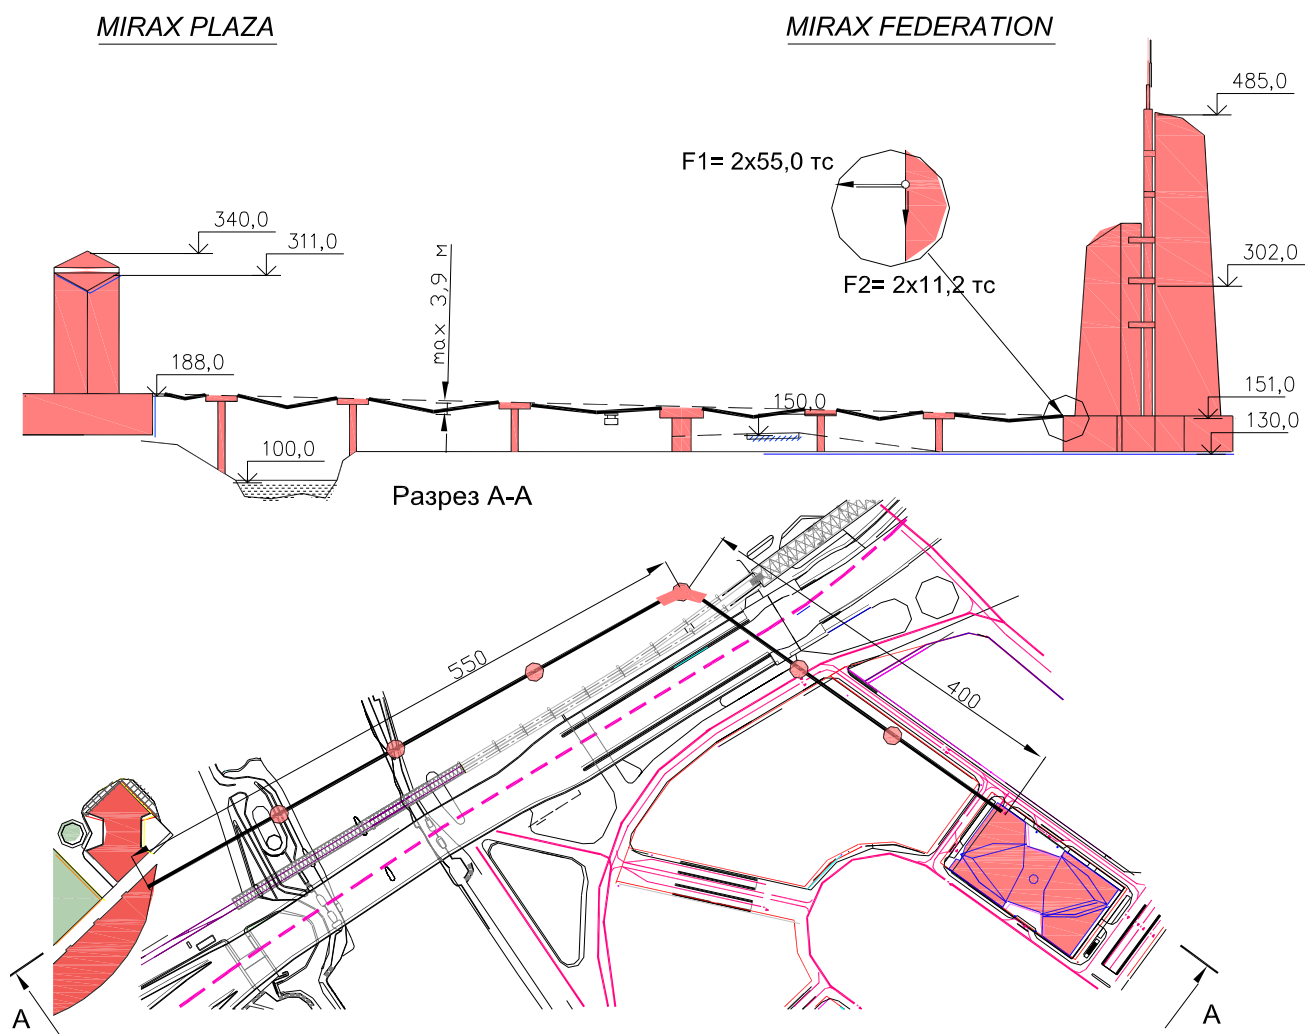 MIRAX PLAZA
MIRAX FEDERATION
485,0
F1= 2x55,0 тс
340,0
311,0
302,0
F2= 2x11,2 тс
max 3,9 м
188,0
150,0
151,0
130,0
100,0
Разрез А-А
550
400
А
А